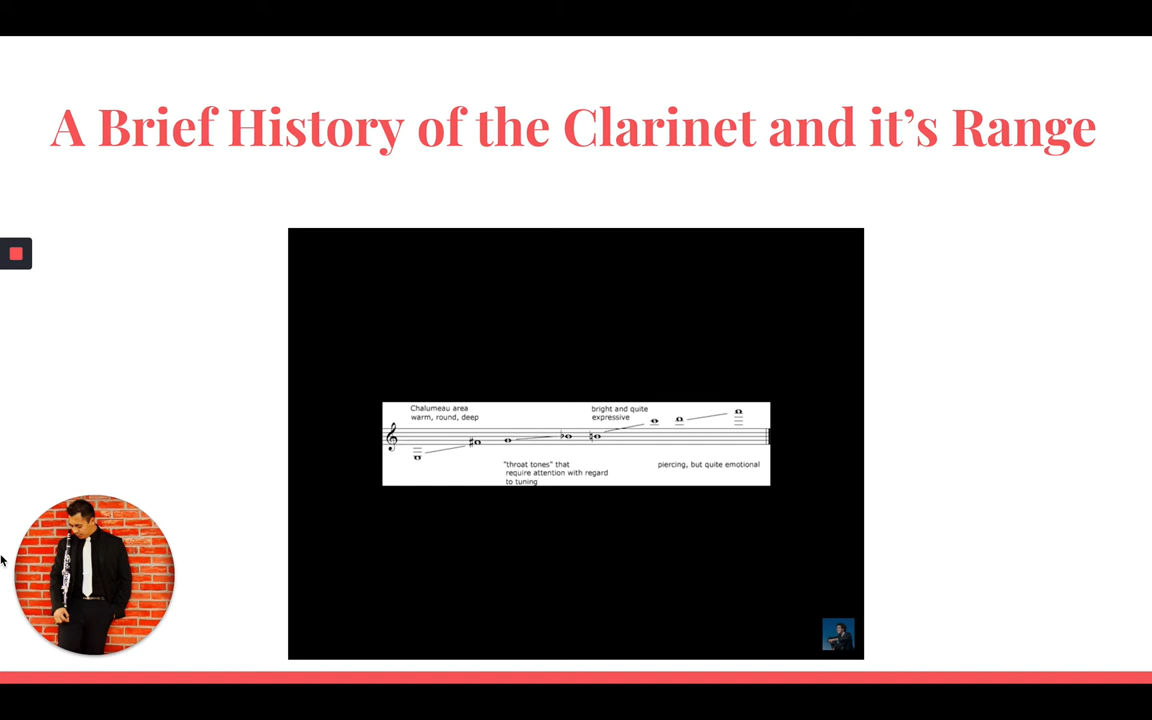 A Brief History of the Clarinet and it’s Range
Chalumeau area
warm, round, deep
bright and quite
expressive
"throat tones" that
require attention with regard
to tuning
piercing, but quite emotional